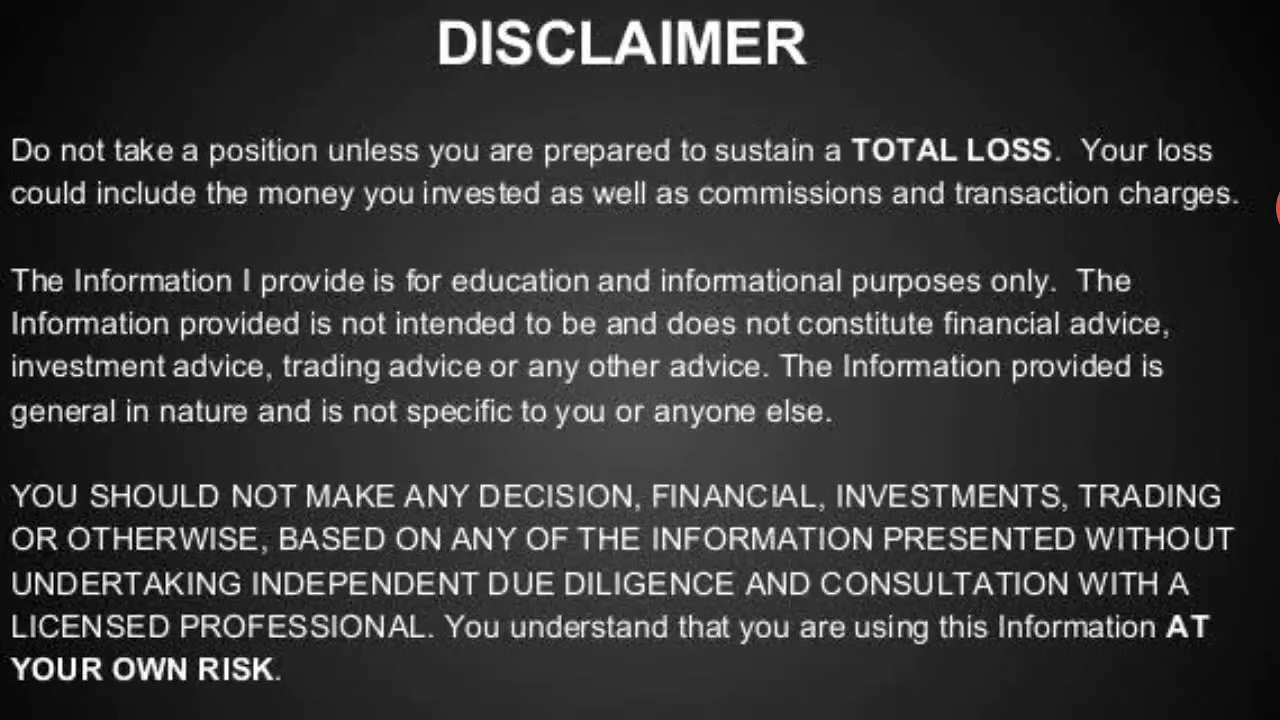 DISCLAIMER
Do not take a position unless you are prepared to sustain a TOTAL LOSS. Your loss
could include the money you invested as well as commissions and transaction charges.
The Information I provide is for education and informational purposes only. The
Information provided is not intended to be and does not constitute financial advice,
investment advice, trading advice or any other advice. The Information provided is
general in nature and is not specific to you or anyone else.
YOU SHOULD NOT MAKE ANY DECISION, FINANCIAL, INVESTMENTS, TRADING
OR OTHERWISE, BASED ON ANY OF THE INFORMATION PRESENTED WITHOUT
UNDERTAKING INDEPENDENT DUE DILIGENCE AND CONSULTATION WITH A
LICENSED PROFESSIONAL. You understand that you are using this Information AT
YOUR OWN RISK.